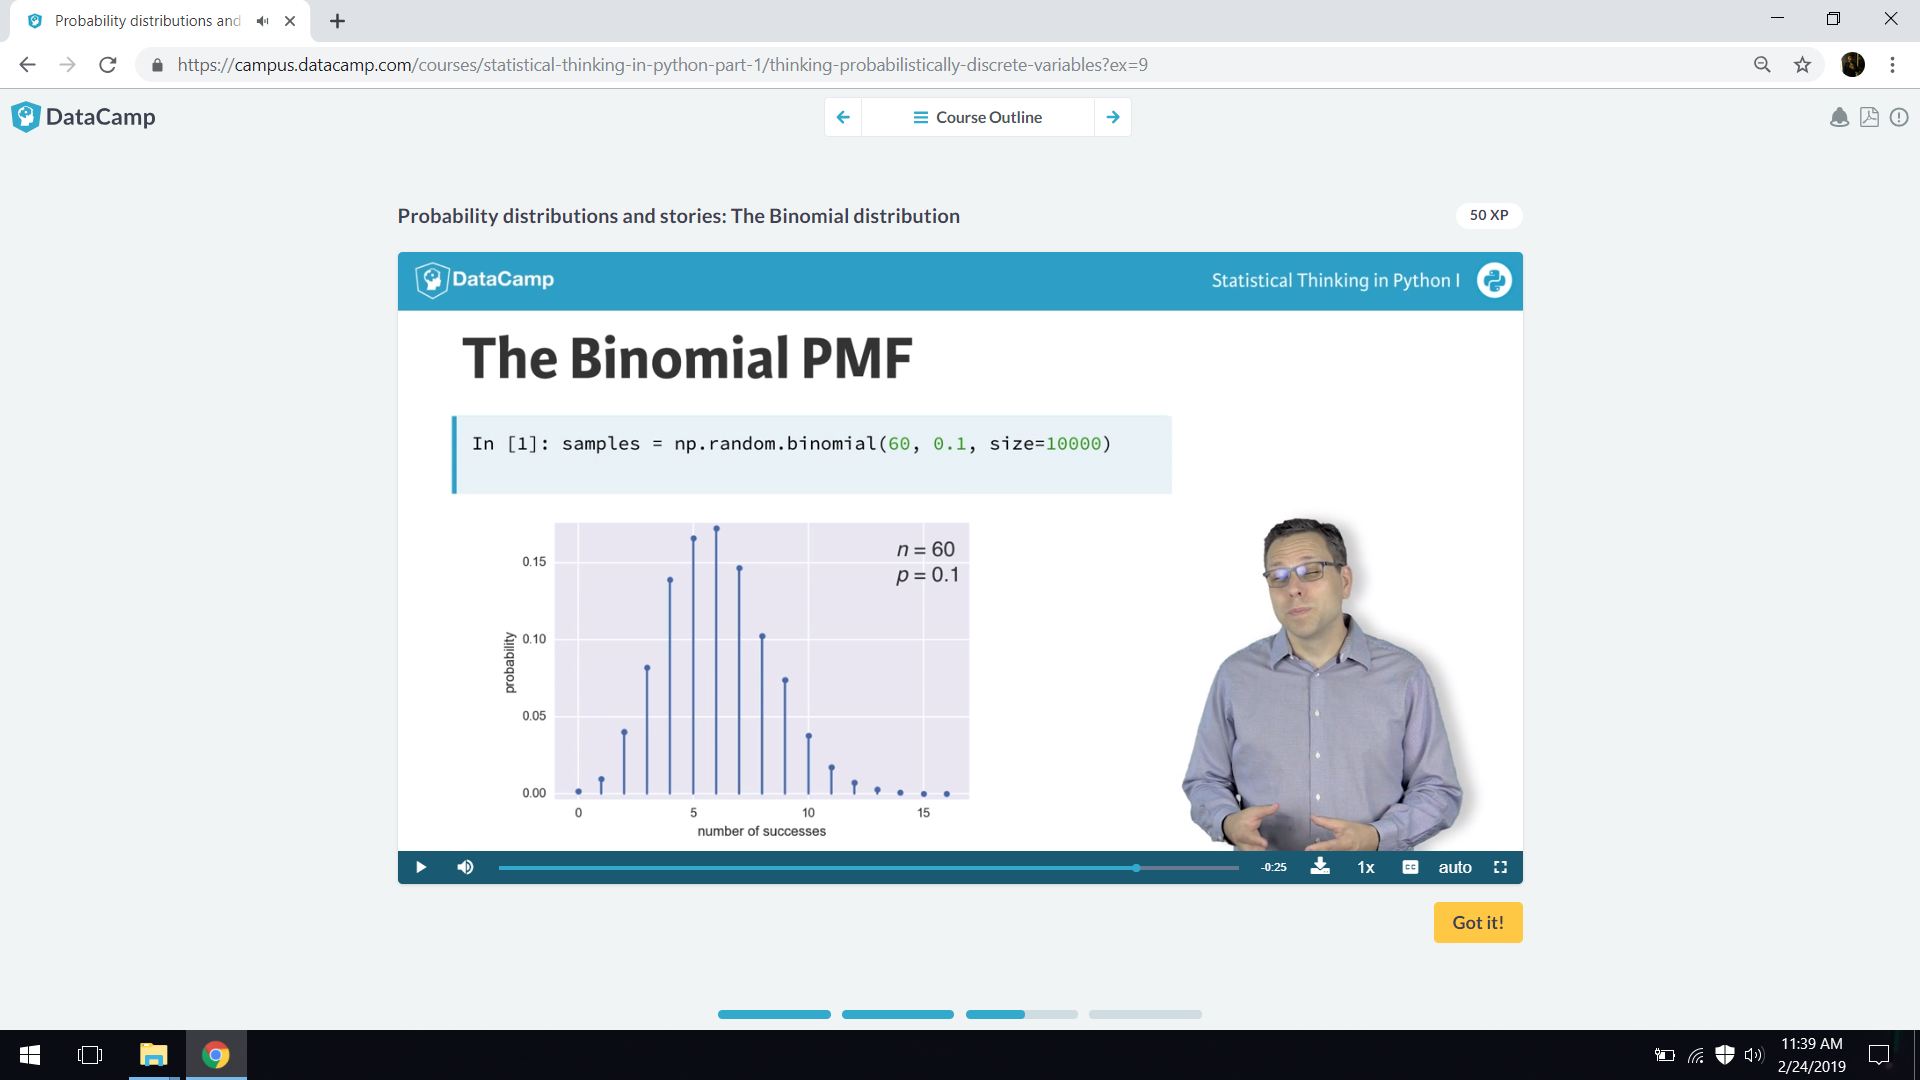 Probability distributions and
https://campus.datacamp.com/courses/statistical-thinking-in-python-part-1/thinking-probabilistically-discrete-variables?ex=9
DataCamp
Course Outline
Probability distributions and stories: The Binomial distribution
50 XP
DataCamp
Statistical Thinking in Python I
The Binomial PMF
In [1]: samples = np.random.binomial(60, 0.1, size=10000)
n = 60
p = 0.1
probability
0.15
0.10
0.05
0.00
0 5 10 15
number of successes
-0:25
1x
CC
auto
Got it!
11:39 AM
2/24/2019